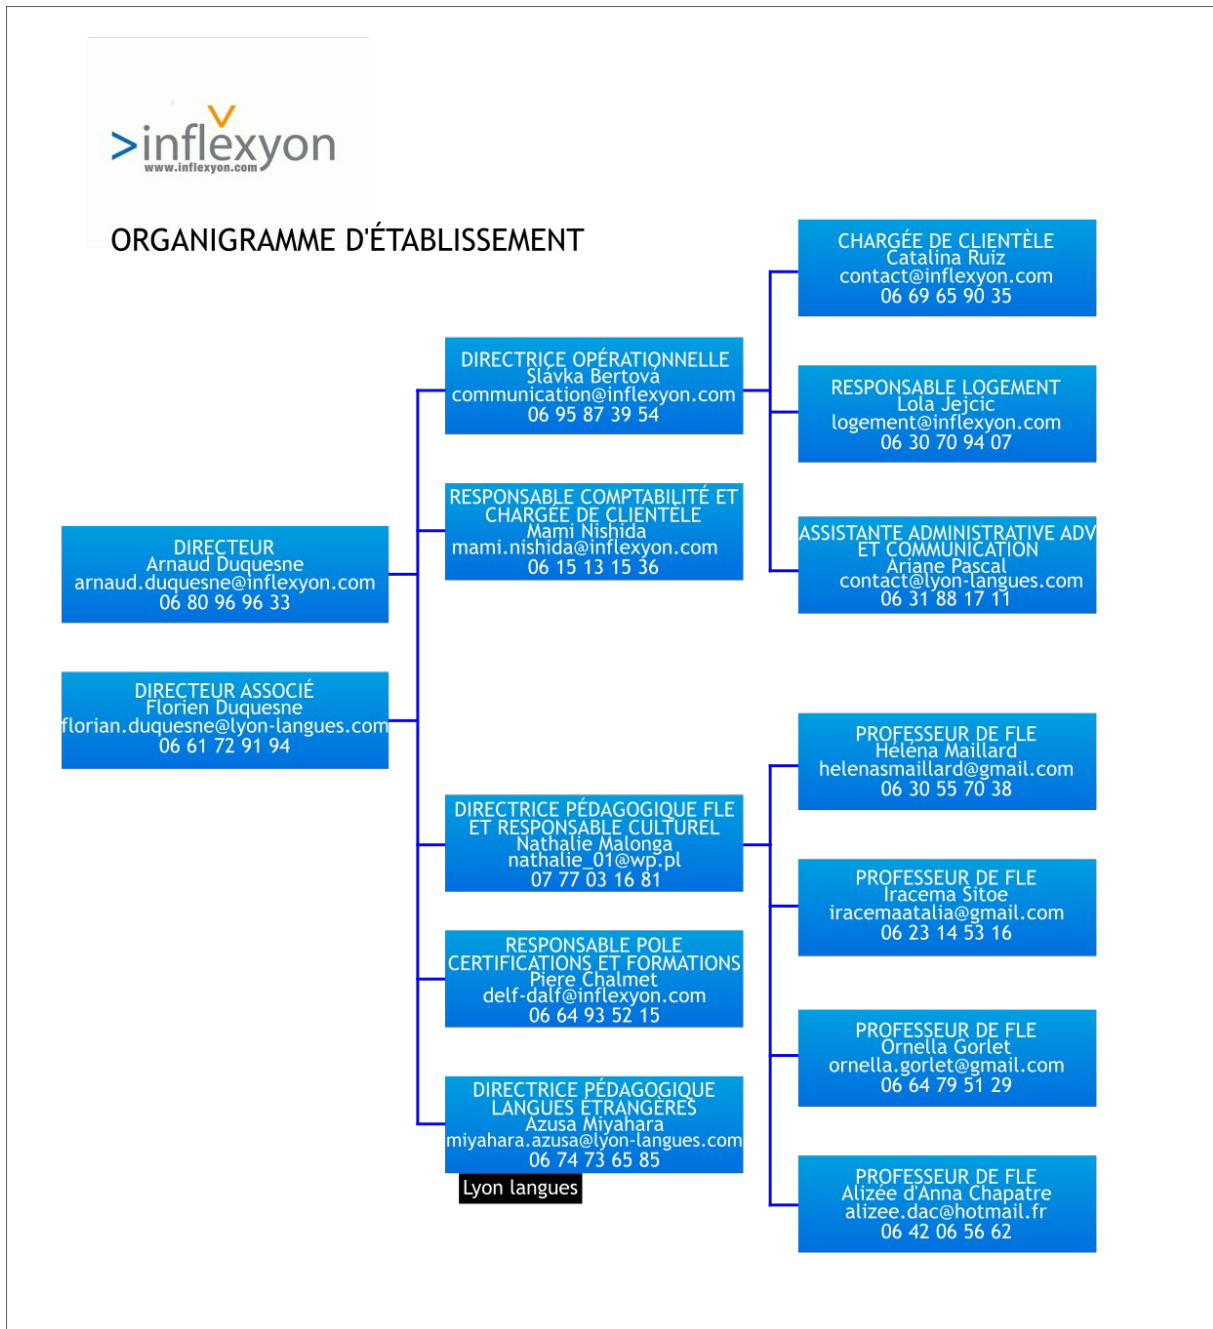 >inflexyon
www.inflexyon.com
ORGANIGRAMME D'ÉTABLISSEMENT
DIRECTEUR
Arnaud Duquesne
arnaud.duquesne@inflexyon.com
06 80 96 96 33
DIRECTEUR ASSOCIÉ
Florien Duquesne
florian.duquesne@lyon-langues.com
06 61 72 91 94
DIRECTRICE OPÉRATIONNELLE
Slávka Bertová
communication@inflexyon.com
06 95 87 39 54
RESPONSABLE COMPTABILITÉ ET
CHARGÉE DE CLIENTÈLE
Mami Nishida
mami.nishida@inflexyon.com
06 15 13 15 36
DIRECTRICE PÉDAGOGIQUE FLE
ET RESPONSABLE CULTUREL
Nathalie Malonga
nathalie_01@wp.pl
07 77 03 16 81
RESPONSABLE POLE
CERTIFICATIONS ET FORMATIONS
Piere Chalmet
delf-dalf@inflexyon.com
06 64 93 52 15
DIRECTRICE PÉDAGOGIQUE
LANGUES ÉTRANGÈRES
Azusa Miyahara
miyahara.azusa@lyon-langues.com
06 74 73 65 85
Lyon langues
CHARGÉE DE CLIENTÈLE
Catalina Ruiz
contact@inflexyon.com
06 69 65 90 35
RESPONSABLE LOGEMENT
Lola Jejcic
logement@inflexyon.com
06 30 70 94 07
ASSISTANTE ADMINISTRATIVE ADV
ET COMMUNICATION
Ariane Pascal
contact@lyon-langues.com
06 31 88 17 11
PROFESSEUR DE FLE
Héléna Maillard
helenasmaillard@gmail.com
06 30 55 70 38
PROFESSEUR DE FLE
Iracema Sitoe
iracemaatalia@gmail.com
06 23 14 53 16
PROFESSEUR DE FLE
Ornella Gorlet
ornella.gorlet@gmail.com
06 64 79 51 29
PROFESSEUR DE FLE
Alizée d'Anna Chapatre
alizee.dac@hotmail.fr
06 42 06 56 62